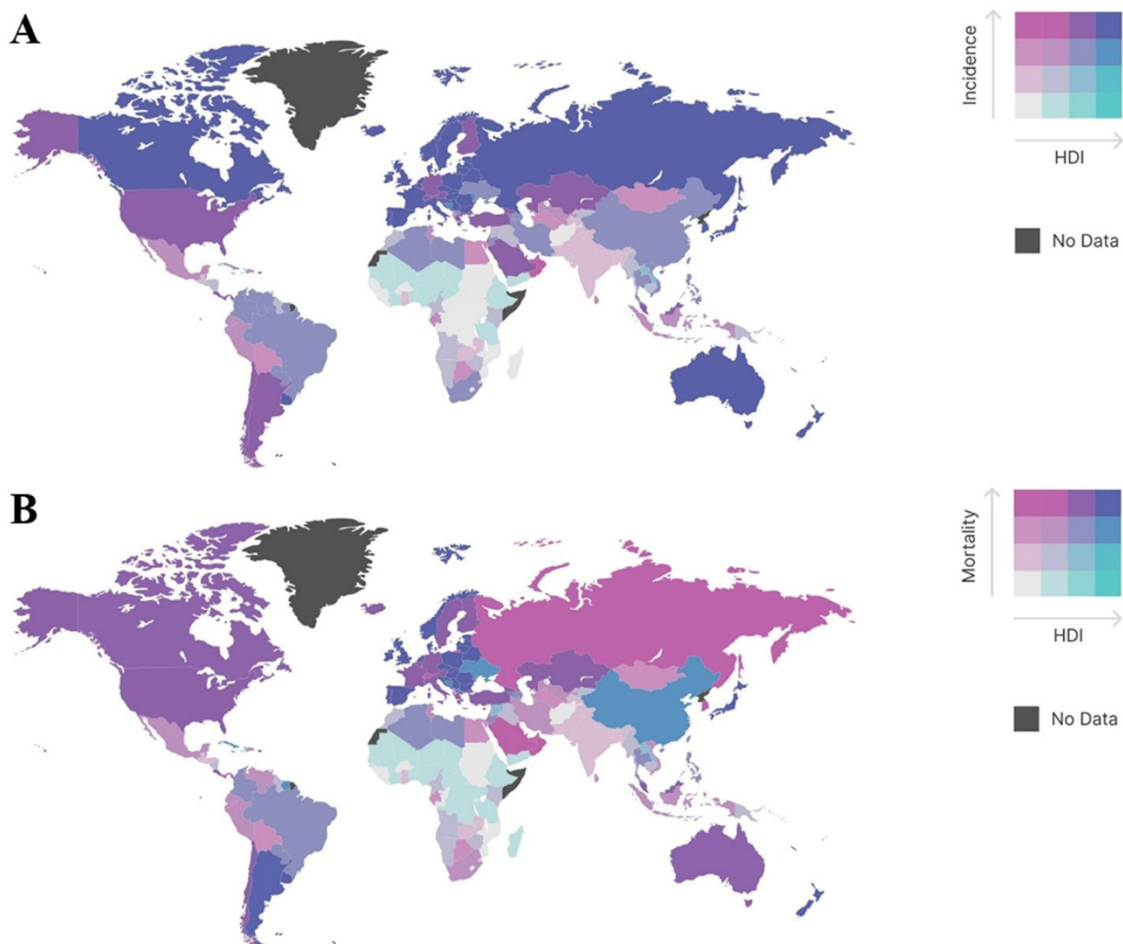 A
Incidence
HDI
No Data
B
Mortality
HDI
No Data